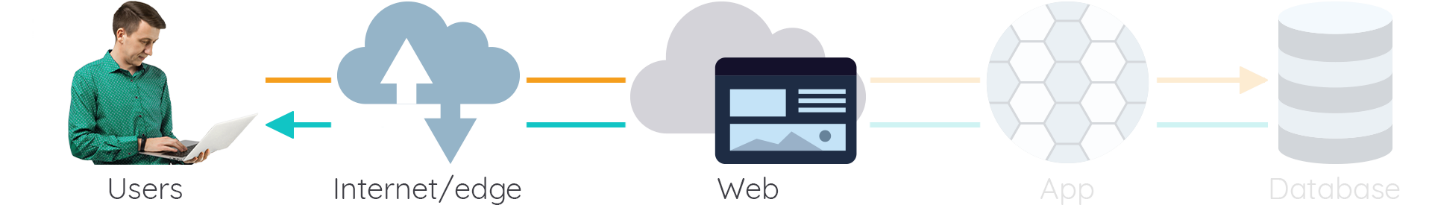 Users
Internet/edge
Web
App
Database